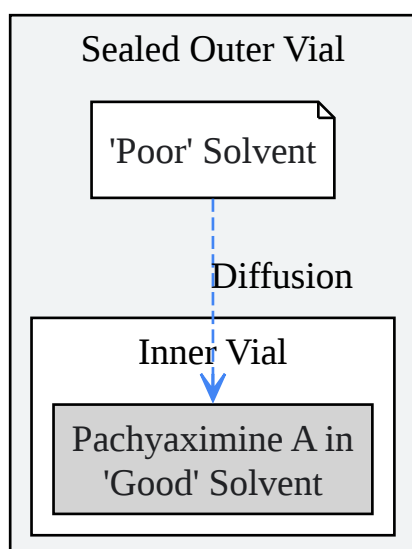 Sealed Outer Vial
'Poor' Solvent
Diffusion
Inner Vial
Pachyaximine A in
'Good' Solvent